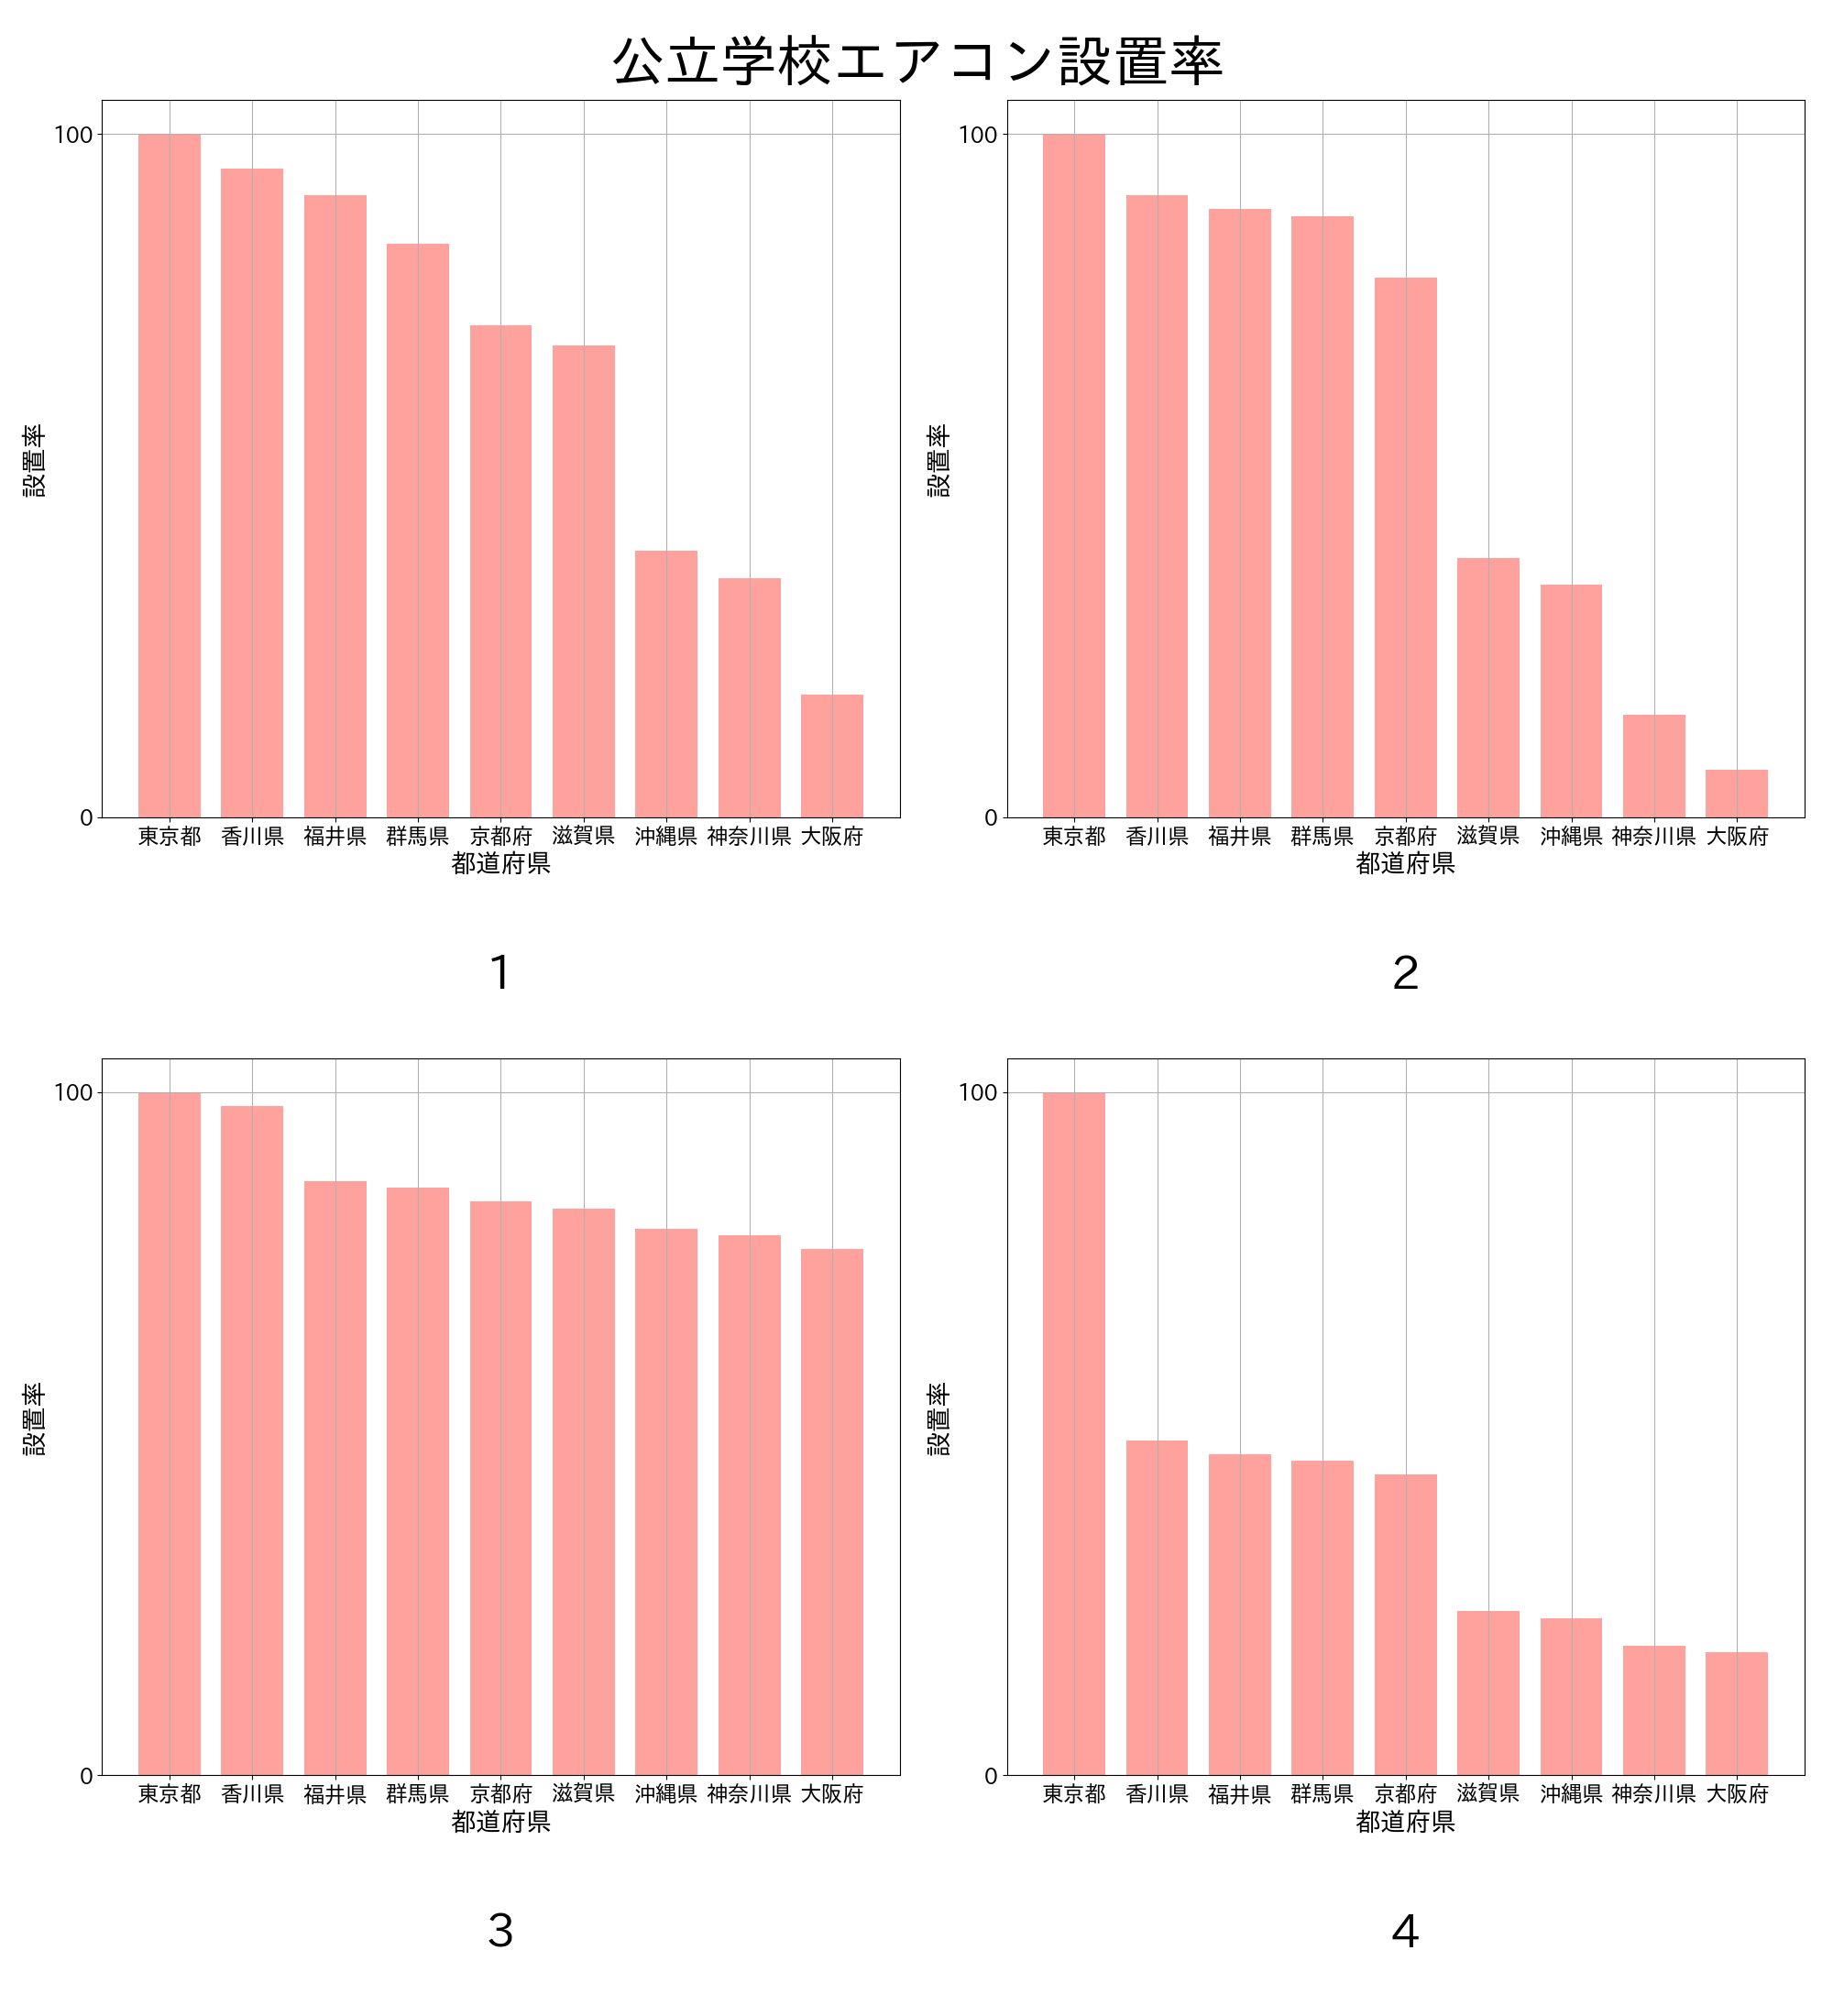 公立学校エアコン設置率
100
0
設置率
東京都 香川県 福井県 群馬県 京都府 滋賀県 沖縄県 神奈川県 大阪府
都道府県
1
100
0
設置率
東京都 香川県 福井県 群馬県 京都府 滋賀県 沖縄県 神奈川県 大阪府
都道府県
2
100
0
設置率
東京都 香川県 福井県 群馬県 京都府 滋賀県 沖縄県 神奈川県 大阪府
都道府県
3
100
0
設置率
東京都 香川県 福井県 群馬県 京都府 滋賀県 沖縄県 神奈川県 大阪府
都道府県
4